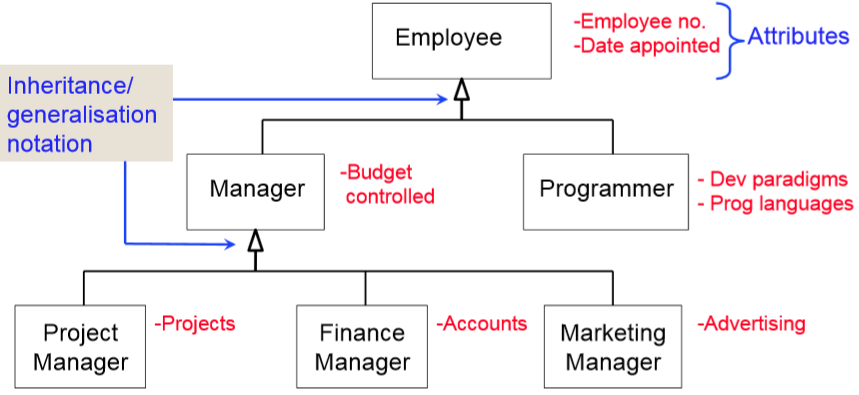 Employee
-Employee no.
-Date appointed
Attributes
Inheritance/
generalisation
notation
Manager
-Budget
controlled
Programmer
- Dev paradigms
- Prog languages
Project
Manager
-Projects
Finance
Manager
-Accounts
Marketing
Manager
-Advertising